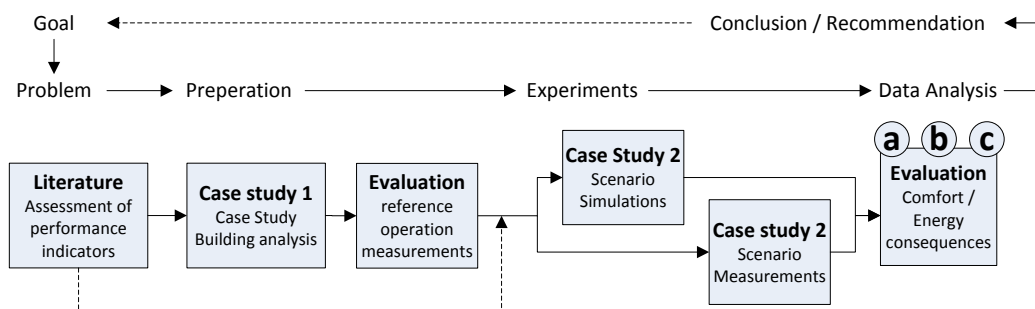 Goal
Conclusion / Recommendation
Problem
Preperation
Experiments
Data Analysis
a b c
Literature
Assessment of
performance
indicators
Case study 1
Case Study
Building analysis
Evaluation
reference
operation
measurements
Case Study 2
Scenario
Simulations
Case study 2
Scenario
Measurements
Evaluation
Comfort /
Energy
consequences